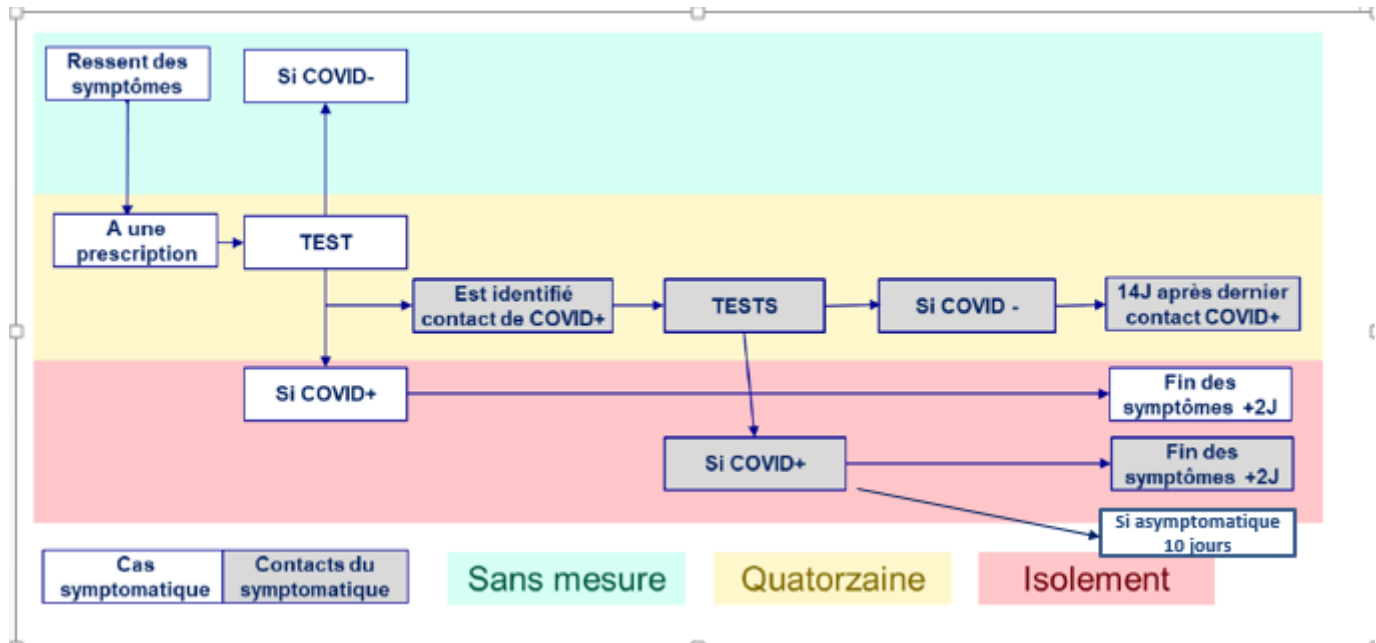 Ressent des
symptômes
Si COVID-
A une
prescription
TEST
Est identifié
contact de COVID+
TESTS
Si COVID -
14J après dernier
contact COVID+
Si COVID+
Fin des
symptômes +2J
Si COVID+
Fin des
symptômes +2J
Si asymptomatique
10 jours
Cas
symptomatique
Contacts du
symptomatique
Sans mesure
Quatorzaine
Isolement